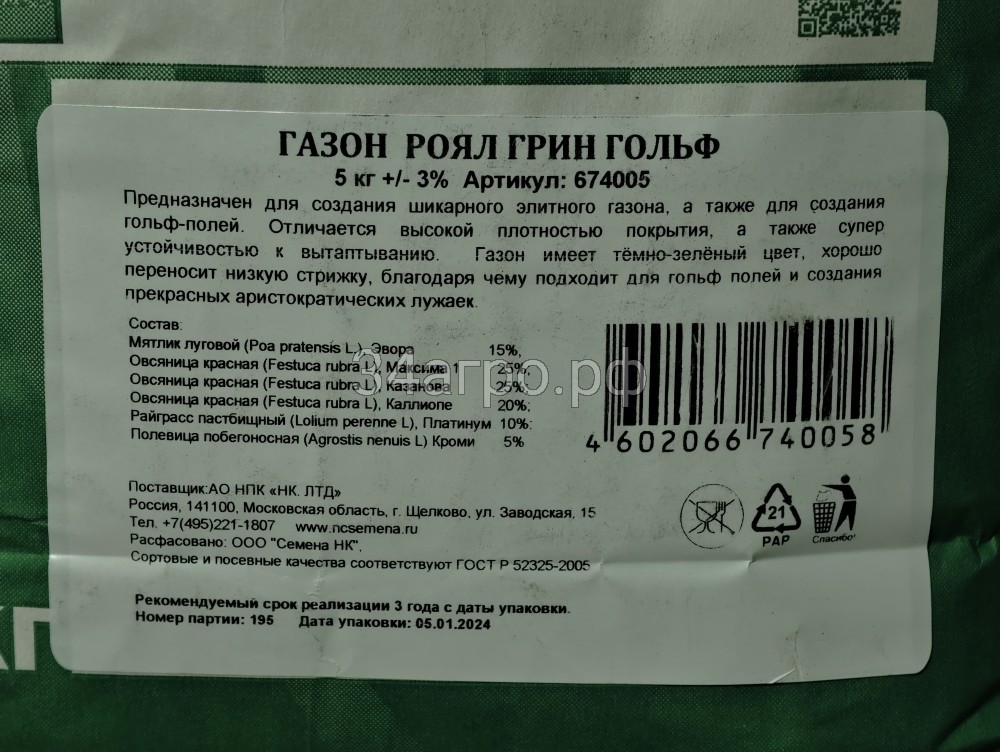 ГАЗОН РОЯЛ ГРИН ГОЛЬФ
5 кг +/- 3% Артикул: 674005
Предназначен для создания шикарного элитного газона, а также для создания
гольф-полей. Отличается высокой плотностью покрытия, а также супер
устойчивостью к вытаптыванию. Газон имеет тёмно-зелёный цвет, хорошо
переносит низкую стрижку, благодаря чему подходит для гольф полей и создания
прекрасных аристократических лужаек.
Состав:
Мятлик луговой (Poa pratensis L.), Эвора 15%,
Овсяница красная (Festuca rubra L), Максима 1 25%;
Овсяница красная (Festuca rubra L), Казанова 25%
Овсяница красная (Festuca rubra L), Каллиопе 20%;
Райграсс пастбищный (Lolium perenne L), Платинум 10%;
Полевица побегоносная (Agrostis nenuis L) Кроми 5%
34агро.рф
4 602066 740058
Поставщик:АО НПК «НК. ЛТД»
Россия, 141100, Московская область, г. Щелково, ул. Заводская, 15
Тел. +7(495)221-1807 www.ncsemena.ru
Расфасовано: ООО "Семена НК",
Сортовые и посевные качества соответствуют ГОСТ Р 52325-2005
21
PAP
Спасибо!
Рекомендуемый срок реализации 3 года с даты упаковки.
Номер партии: 195 Дата упаковки: 05.01.2024